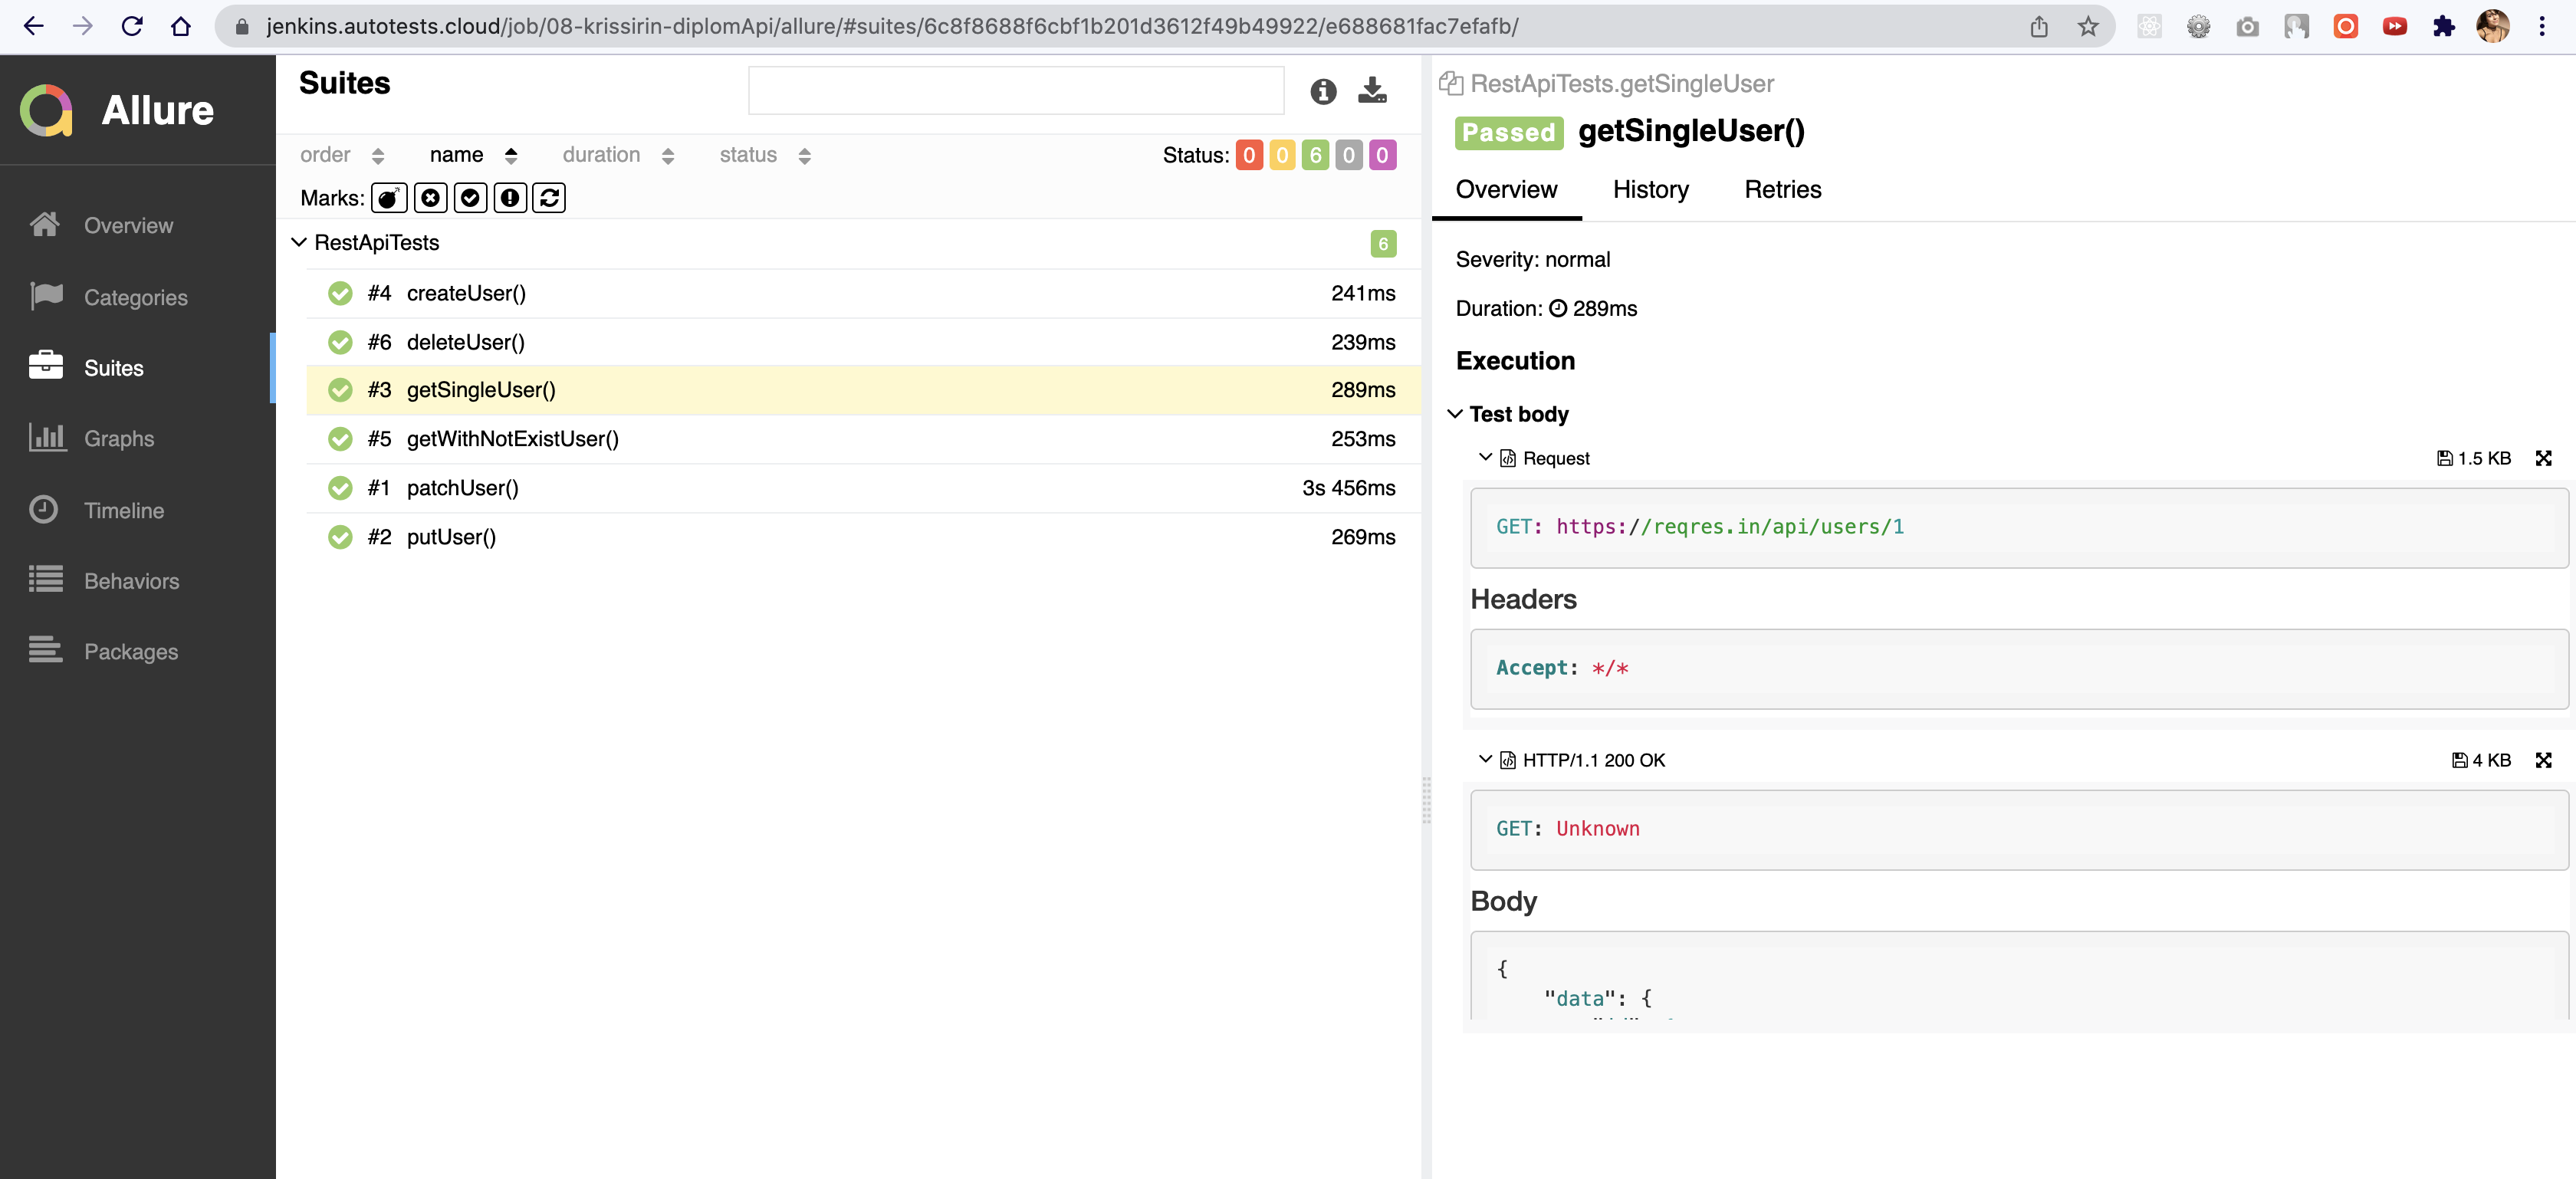 jenkins.autotests.cloud/job/08-krissirin-diplomApi/allure/#suites/6c8f8688f6cbf1b201d3612f49b49922/e688681fac7efafb/
Allure
Overview
Categories
Suites
Graphs
Timeline
Behaviors
Packages
Suites
order name duration status
Status: 0 0 6 0 0
Marks:
RestApiTests 6
#4 createUser() 241ms
#6 deleteUser() 239ms
#3 getSingleUser() 289ms
#5 getWithNotExistUser() 253ms
#1 patchUser() 3s 456ms
#2 putUser() 269ms
RestApiTests.getSingleUser
Passed getSingleUser()
Overview History Retries
Severity: normal
Duration: 289ms
Execution
Test body
Request 1.5 KB
GET: https://reqres.in/api/users/1
Headers
Accept: */*
HTTP/1.1 200 OK 4 KB
GET: Unknown
Body
{
"data": {